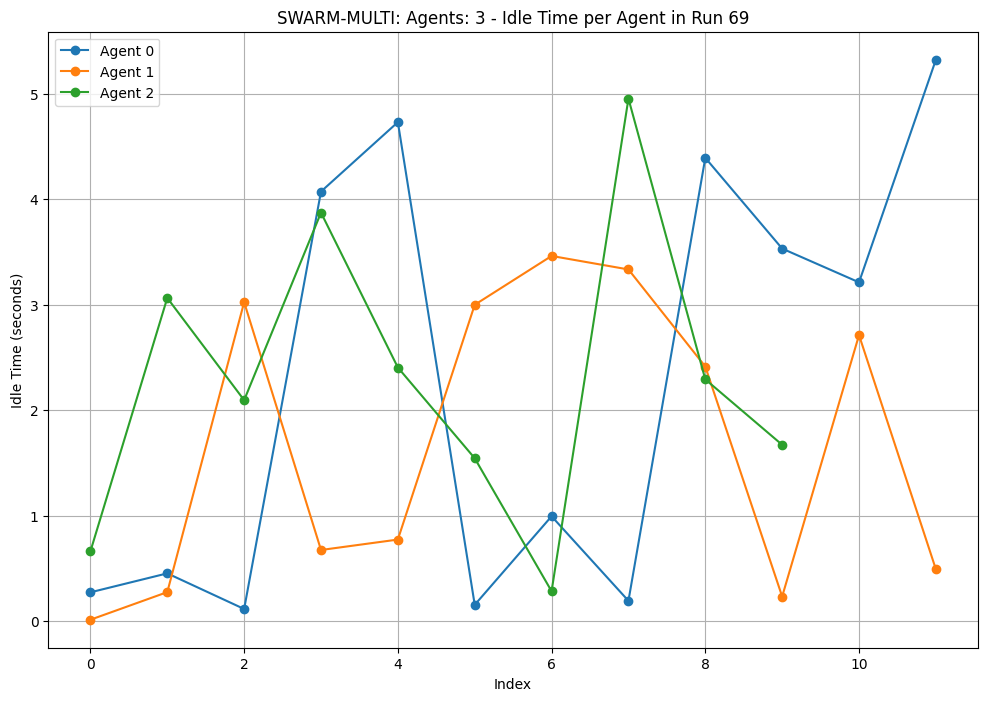 SWARM-MULTI: Agents: 3 - Idle Time per Agent in Run 69
Agent 0
Agent 1
Agent 2
Idle Time (seconds)
5
4
3
2
1
0
0 2 4 6 8 10
Index